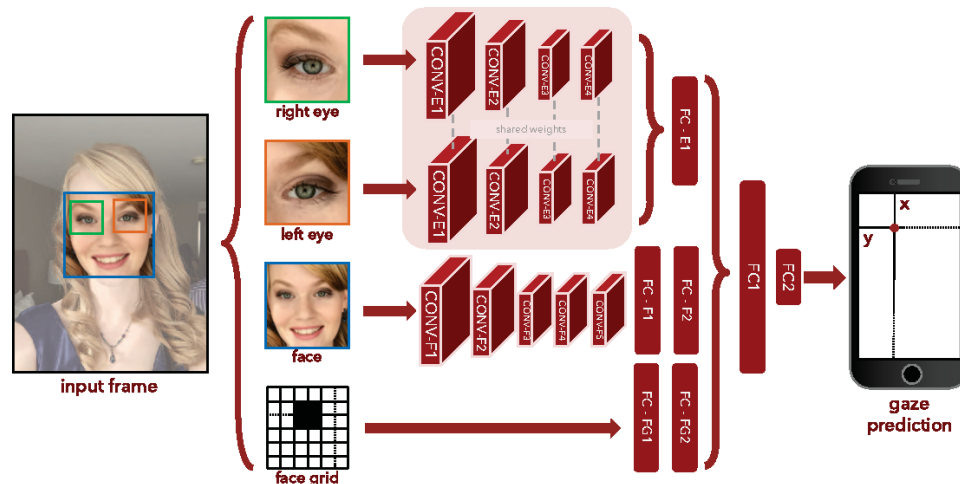 right eye
CONV-E1
CONV-E2
CONV-E3
CONV-E4
shared weights
left eye
CONV-E1
CONV-E2
CONV-E3
CONV-E4
FC - E1
face
CONV-F1
CONV-F2
CONV-F3
CONV-F4
CONV-F5
FC - F1
FC - F2
face grid
FC - FG1
FC - FG2
input frame
FC1
FC2
x
y
gaze
prediction